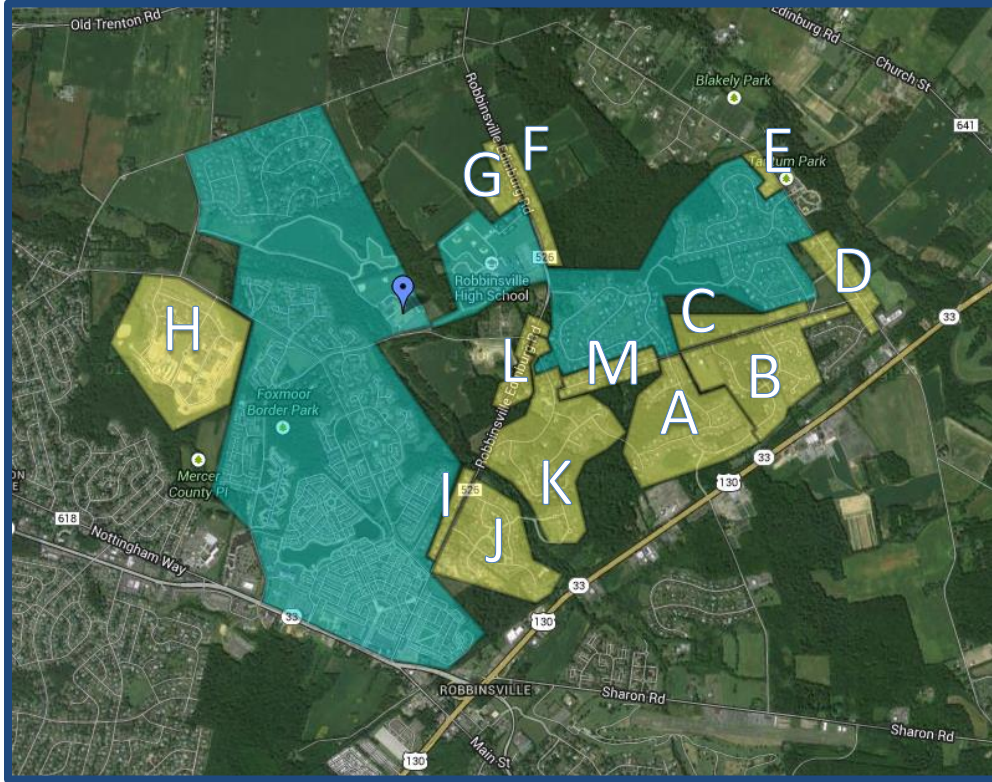 Old Trenton Rd
Edinburg Rd
Church St
Blakely Park
641
Robbinsville Edinburg Rd
F
G
E
Tantum Park
526
Robbinsville
High School
D
C
33
H
L
M
B
A
Robbinsville Edinburg Rd
Foxmoor
Border Park
Mercer
County Pl
33
130
I
526
K
J
618
Nottingham Way
33
33
130
ROBBINSVILLE
Sharon Rd
Sharon Rd
Main St
130